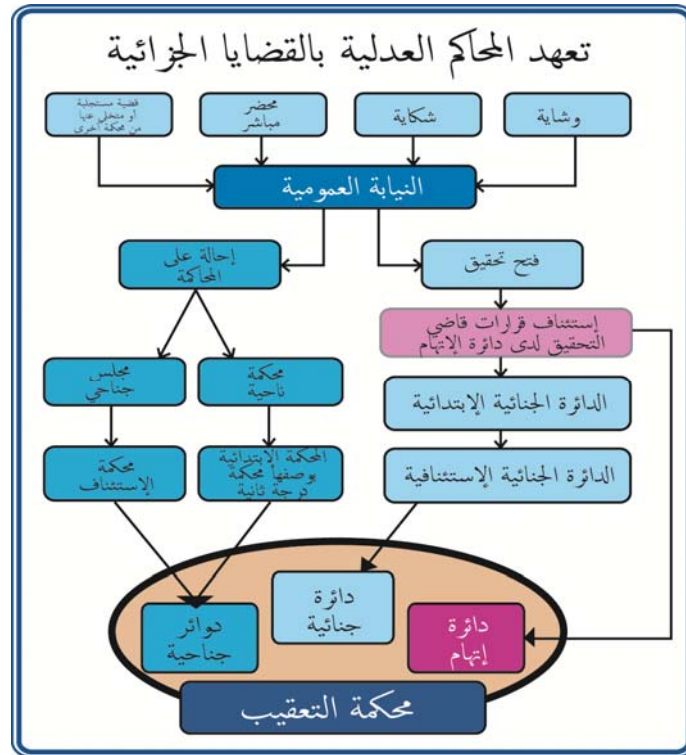 تعهد المحاكم العدلية بالقضايا الجزائية
وشاية
شكاية
محضر
مباشر
قضية مستجلبة
أو متخلى عنها
من محكمة أخرى
النيابة العمومية
فتح تحقيق
إحالة على
المحاكمة
إستئناف قرارات قاضي
التحقيق لدى دائرة الإتهام
محكمة
ناحية
مجلس
جناحي
الدائرة الجنائية الإبتدائية
المحكمة الإبتدائية
بوصفها محكمة
درجة ثانية
محكمة
الإستئناف
الدائرة الجنائية الإستئنافية
دائرة
جنائية
دائرة
إتهام
دوائر
جناحية
محكمة التعقيب